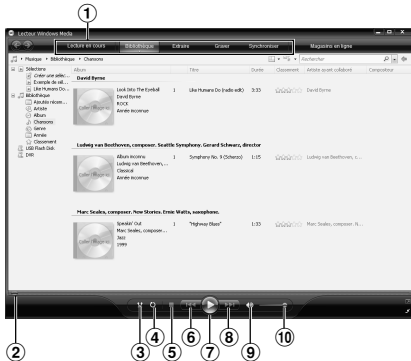 1
Lecteur Windows Media
Lecture en cours Bibliothèque Extraire Graver Synchroniser Magasins en ligne
Musique Bibliothèque Chansons Rechercher
Sélections
Créer une sélec...
Exemple de sél...
Like Humans Do...
Bibliothèque
Ajoutés récem...
Artiste
Album
Chansons
Genre
Année
Classement
USB Flash Disk
DVR
Album Titre Durée Classement Artiste ayant collaboré Compositeur
David Byrne
Look Into The Eyeball 1 Like Humans Do (radio edit) 3:33 David Byrne
David Byrne
ROCK
Année inconnue
Ludwig van Beethoven, composer. Seattle Symphony. Gerard Schwarz, director
Album inconnu 1 Symphony No. 9 (Scherzo) 1:15 Ludwig van Beethoven, ...
Ludwig van Beethoven,...
Classical
Année inconnue
Marc Seales, composer. New Stories. Ernie Watts, saxophone.
Speakin' Out 1 "Highway Blues" 1:33 Marc Seales, composer. N...
Marc Seales, composer...
Jazz
1999
2 3 4 5 6 7 8 9 10